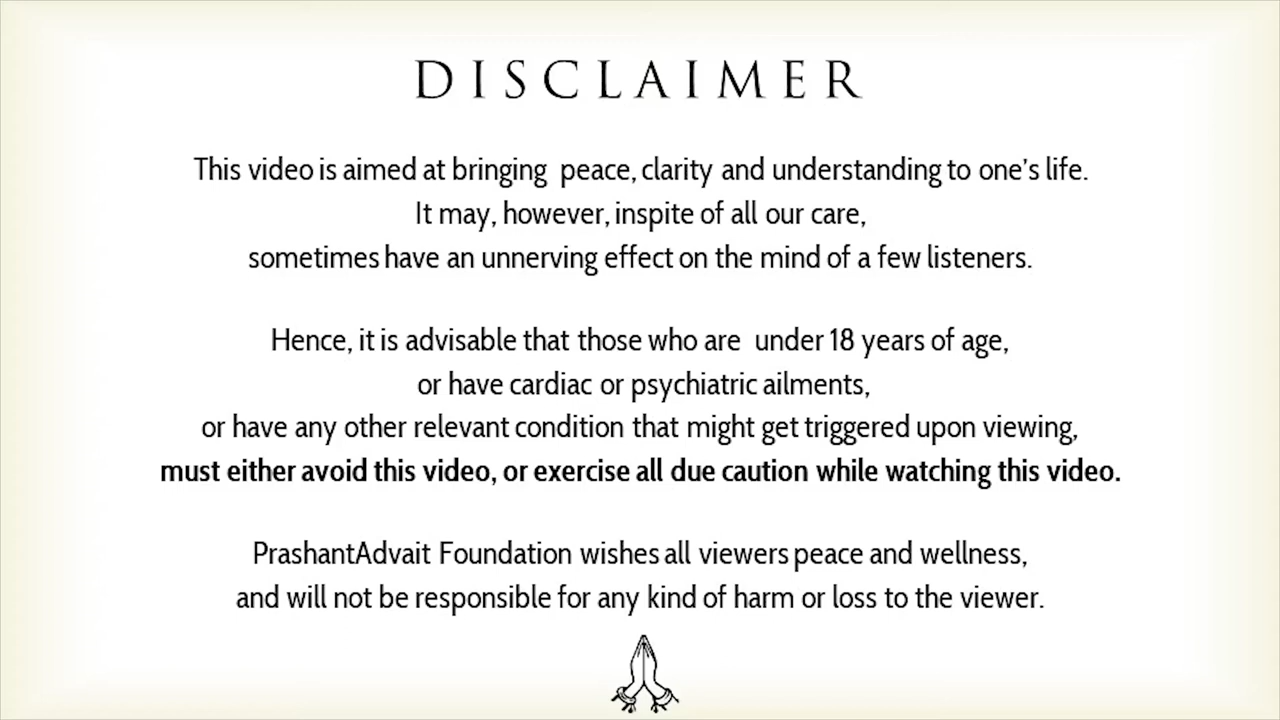 DISCLAIMER
This video is aimed at bringing peace, clarity and understanding to one's life.
It may, however, inspite of all our care,
sometimes have an unnerving effect on the mind of a few listeners.
Hence, it is advisable that those who are under 18 years of age,
or have cardiac or psychiatric ailments,
or have any other relevant condition that might get triggered upon viewing,
must either avoid this video, or exercise all due caution while watching this video.
PrashantAdvait Foundation wishes all viewers peace and wellness,
and will not be responsible for any kind of harm or loss to the viewer.